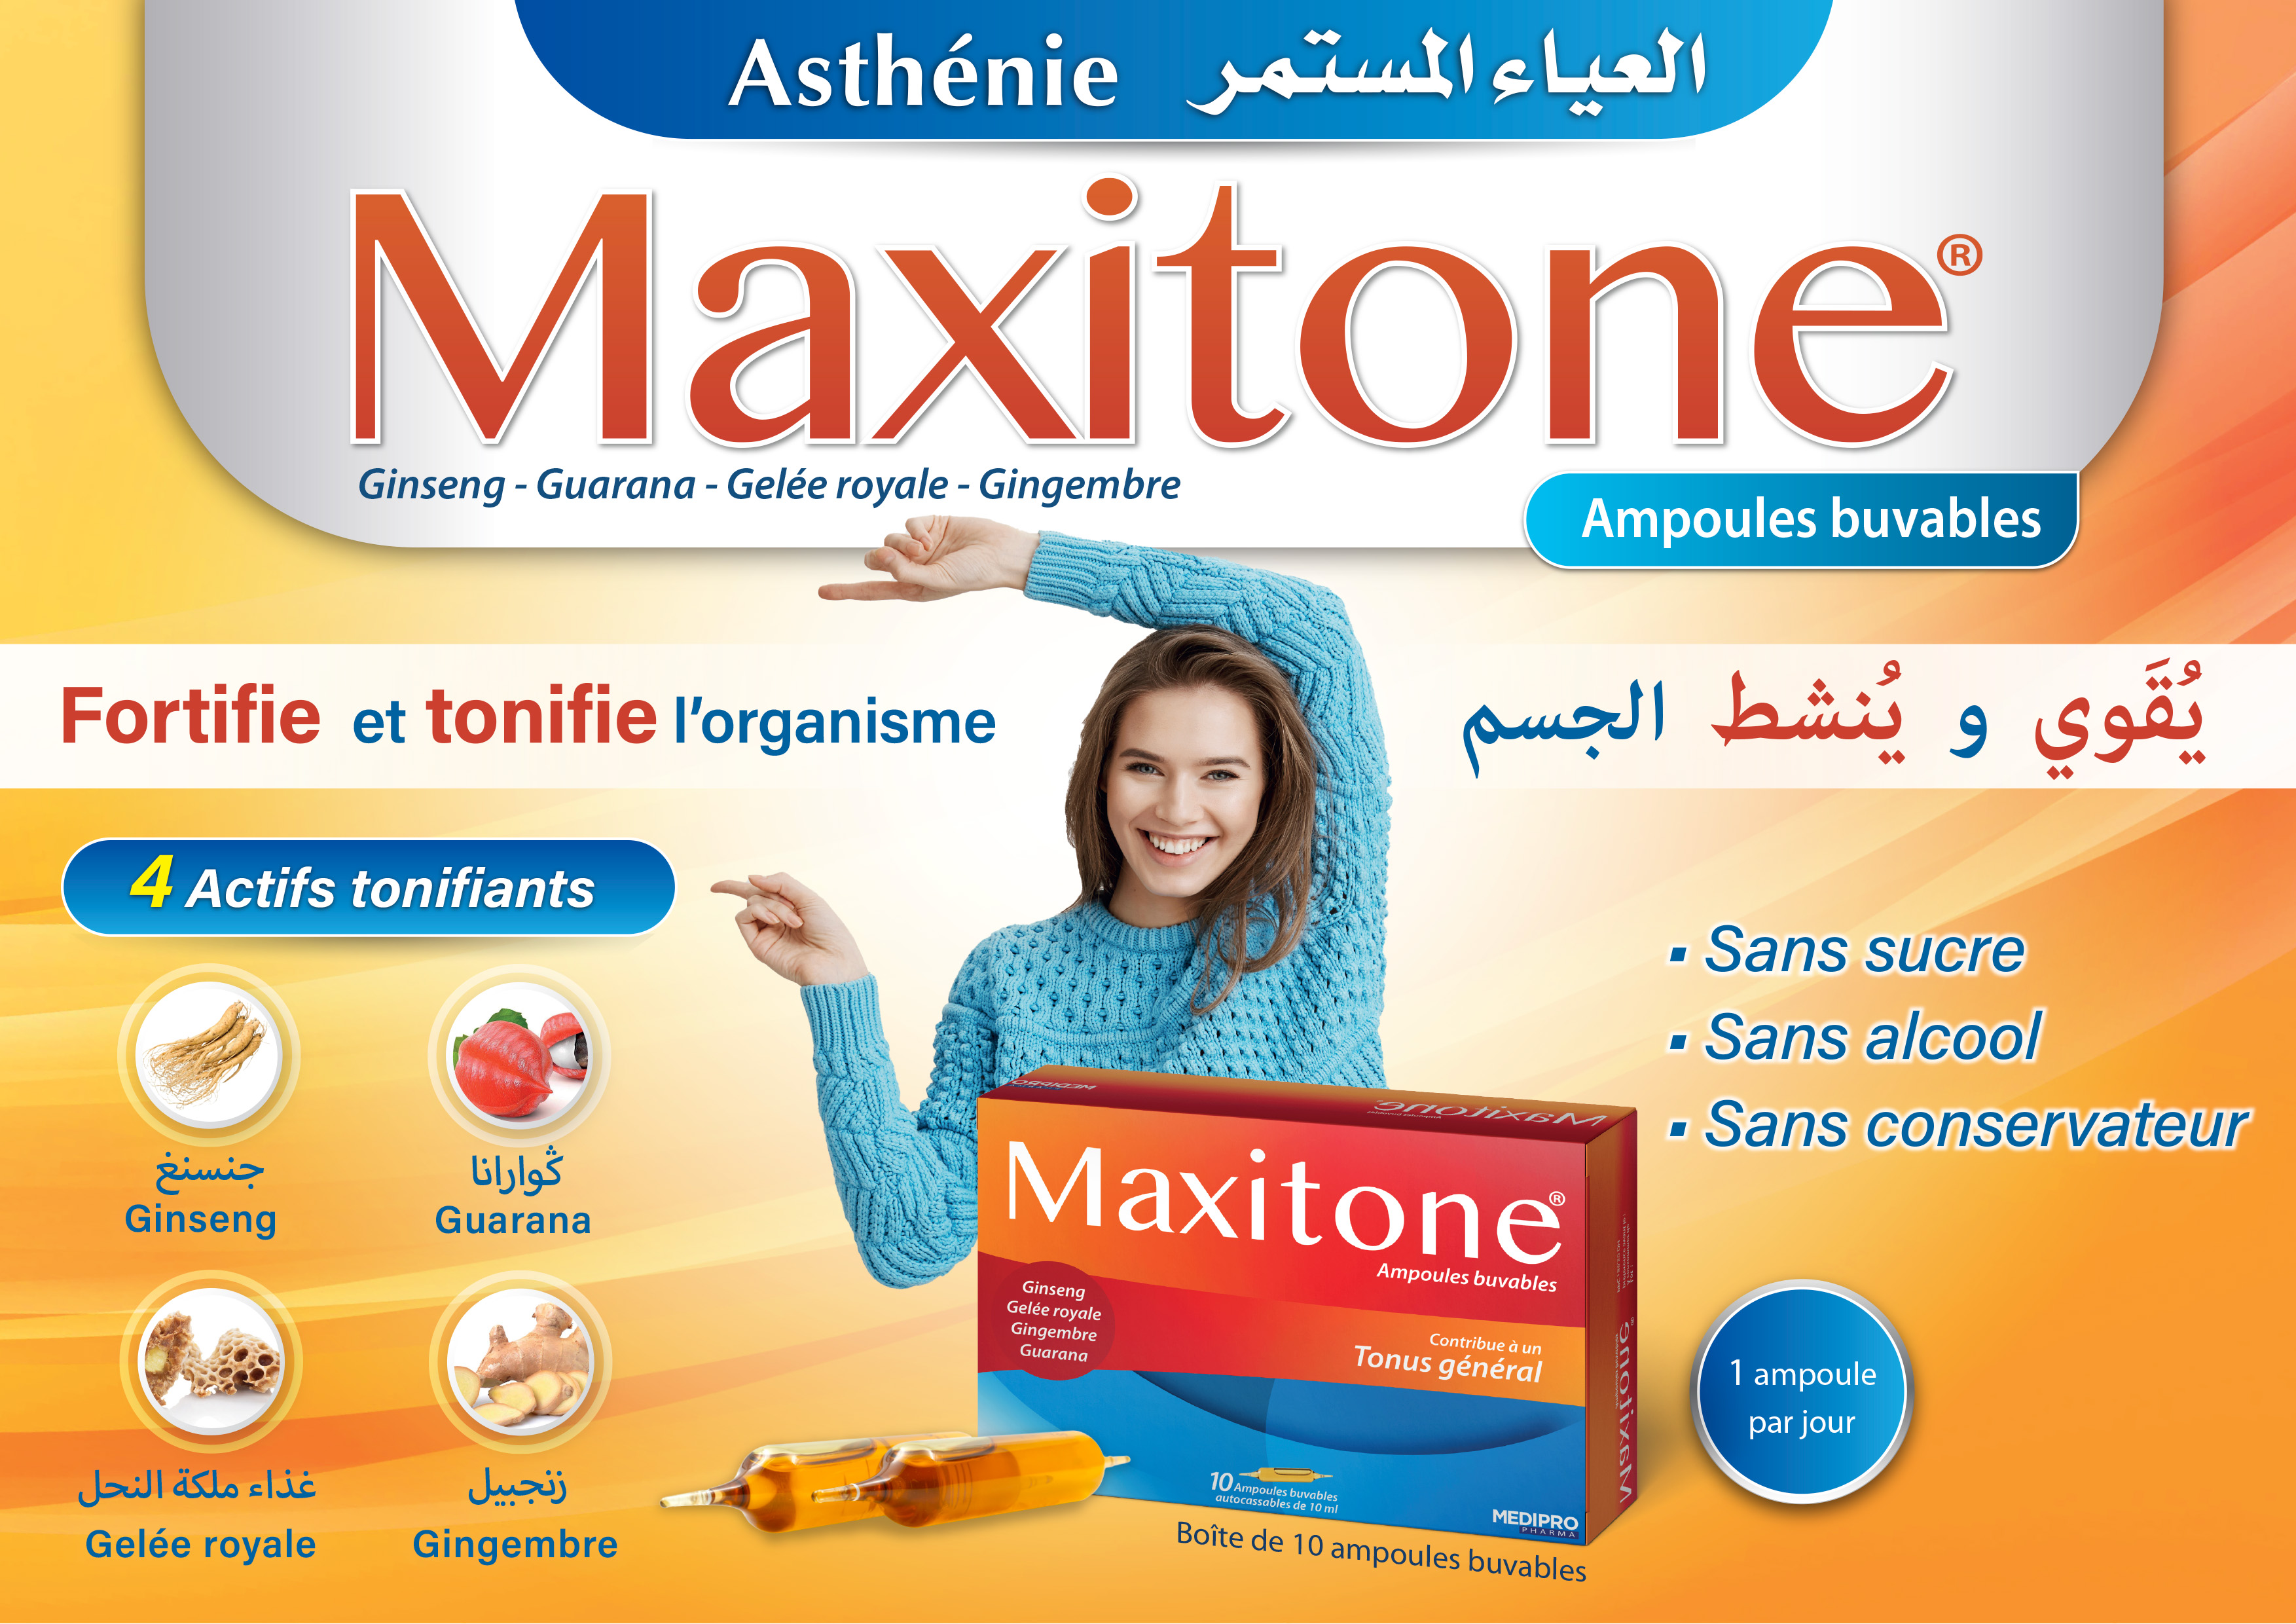 Asthénie العياء المستمر
Maxitone®
Ginseng - Guarana - Gelée royale - Gingembre
Ampoules buvables
Fortifie et tonifie l'organisme
يُقَوي و يُنشط الجسم
4 Actifs tonifiants
جنسنغ
Ginseng
ݣوارانا
Guarana
غذاء ملكة النحل
Gelée royale
زنجبيل
Gingembre
▪ Sans sucre
▪ Sans alcool
▪ Sans conservateur
MEDIPRO
Maxitone
Maxitone®
Ampoules buvables
Ginseng
Gelée royale
Gingembre
Guarana
Contribue à un
Tonus général
10 Ampoules buvables
autocassables de 10 ml
MEDIPRO
PHARMA
Maxitone®
Boîte de 10 ampoules buvables
1 ampoule
par jour